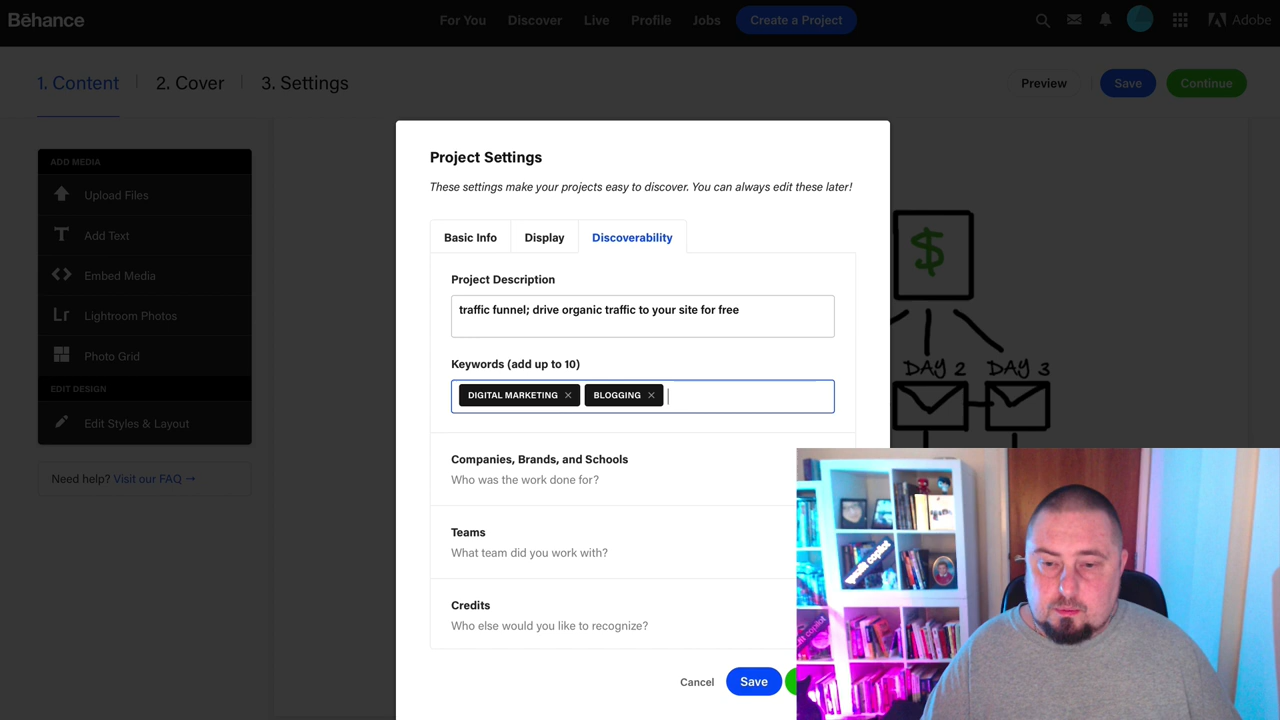 Bēhance
For You
Discover
Live
Profile
Jobs
Create a Project
Adobe
1. Content
2. Cover
3. Settings
Preview
Save
Continue
ADD MEDIA
Upload Files
Add Text
Embed Media
Lr Lightroom Photos
Photo Grid
EDIT DESIGN
Edit Styles & Layout
Need help? Visit our FAQ →
Project Settings
These settings make your projects easy to discover. You can always edit these later!
Basic Info
Display
Discoverability
Project Description
traffic funnel; drive organic traffic to your site for free
Keywords (add up to 10)
DIGITAL MARKETING ×
BLOGGING ×
Companies, Brands, and Schools
Who was the work done for?
Teams
What team did you work with?
Credits
Who else would you like to recognize?
Cancel
Save
$
DAY 2
DAY 3